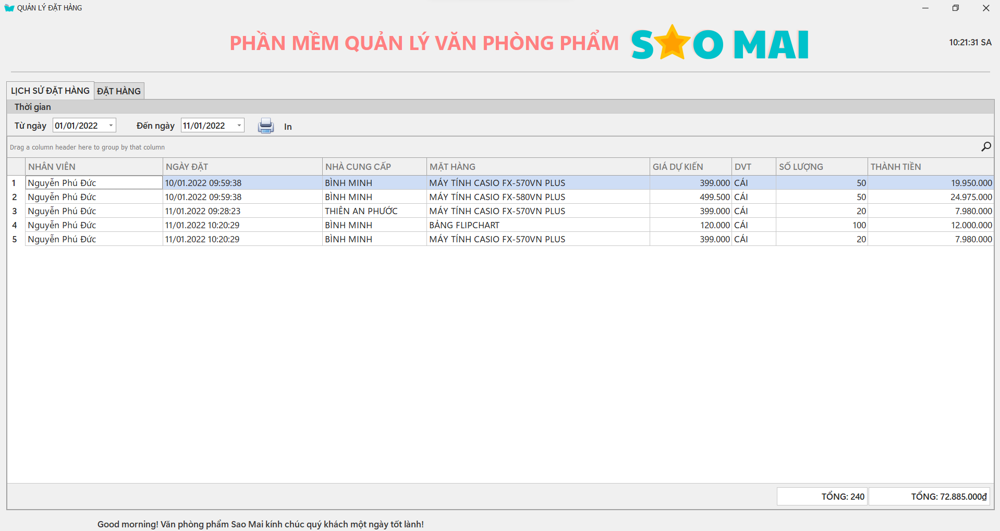 QUẢN LÝ ĐẶT HÀNG
PHẦN MỀM QUẢN LÝ VĂN PHÒNG PHẨM SAO MAI
10:21:31 SA
LỊCH SỬ ĐẶT HÀNG ĐẶT HÀNG
Thời gian
Từ ngày 01/01/2022 Đến ngày 11/01/2022 In
Drag a column header here to group by that column
NHÂN VIÊN NGÀY ĐẶT NHÀ CUNG CẤP MẶT HÀNG GIÁ DỰ KIẾN DVT SỐ LƯỢNG THÀNH TIỀN
1 Nguyễn Phú Đức 10/01.2022 09:59:38 BÌNH MINH MÁY TÍNH CASIO FX-570VN PLUS 399.000 CÁI 50 19.950.000
2 Nguyễn Phú Đức 10/01.2022 09:59:38 BÌNH MINH MÁY TÍNH CASIO FX-580VN PLUS 499.500 CÁI 50 24.975.000
3 Nguyễn Phú Đức 11/01.2022 09:28:23 THIÊN AN PHƯỚC MÁY TÍNH CASIO FX-570VN PLUS 399.000 CÁI 20 7.980.000
4 Nguyễn Phú Đức 11/01.2022 10:20:29 BÌNH MINH BẢNG FLIPCHART 120.000 CÁI 100 12.000.000
5 Nguyễn Phú Đức 11/01.2022 10:20:29 BÌNH MINH MÁY TÍNH CASIO FX-570VN PLUS 399.000 CÁI 20 7.980.000
TỔNG: 240 TỔNG: 72.885.000₫
Good morning! Văn phòng phẩm Sao Mai kính chúc quý khách một ngày tốt lành!